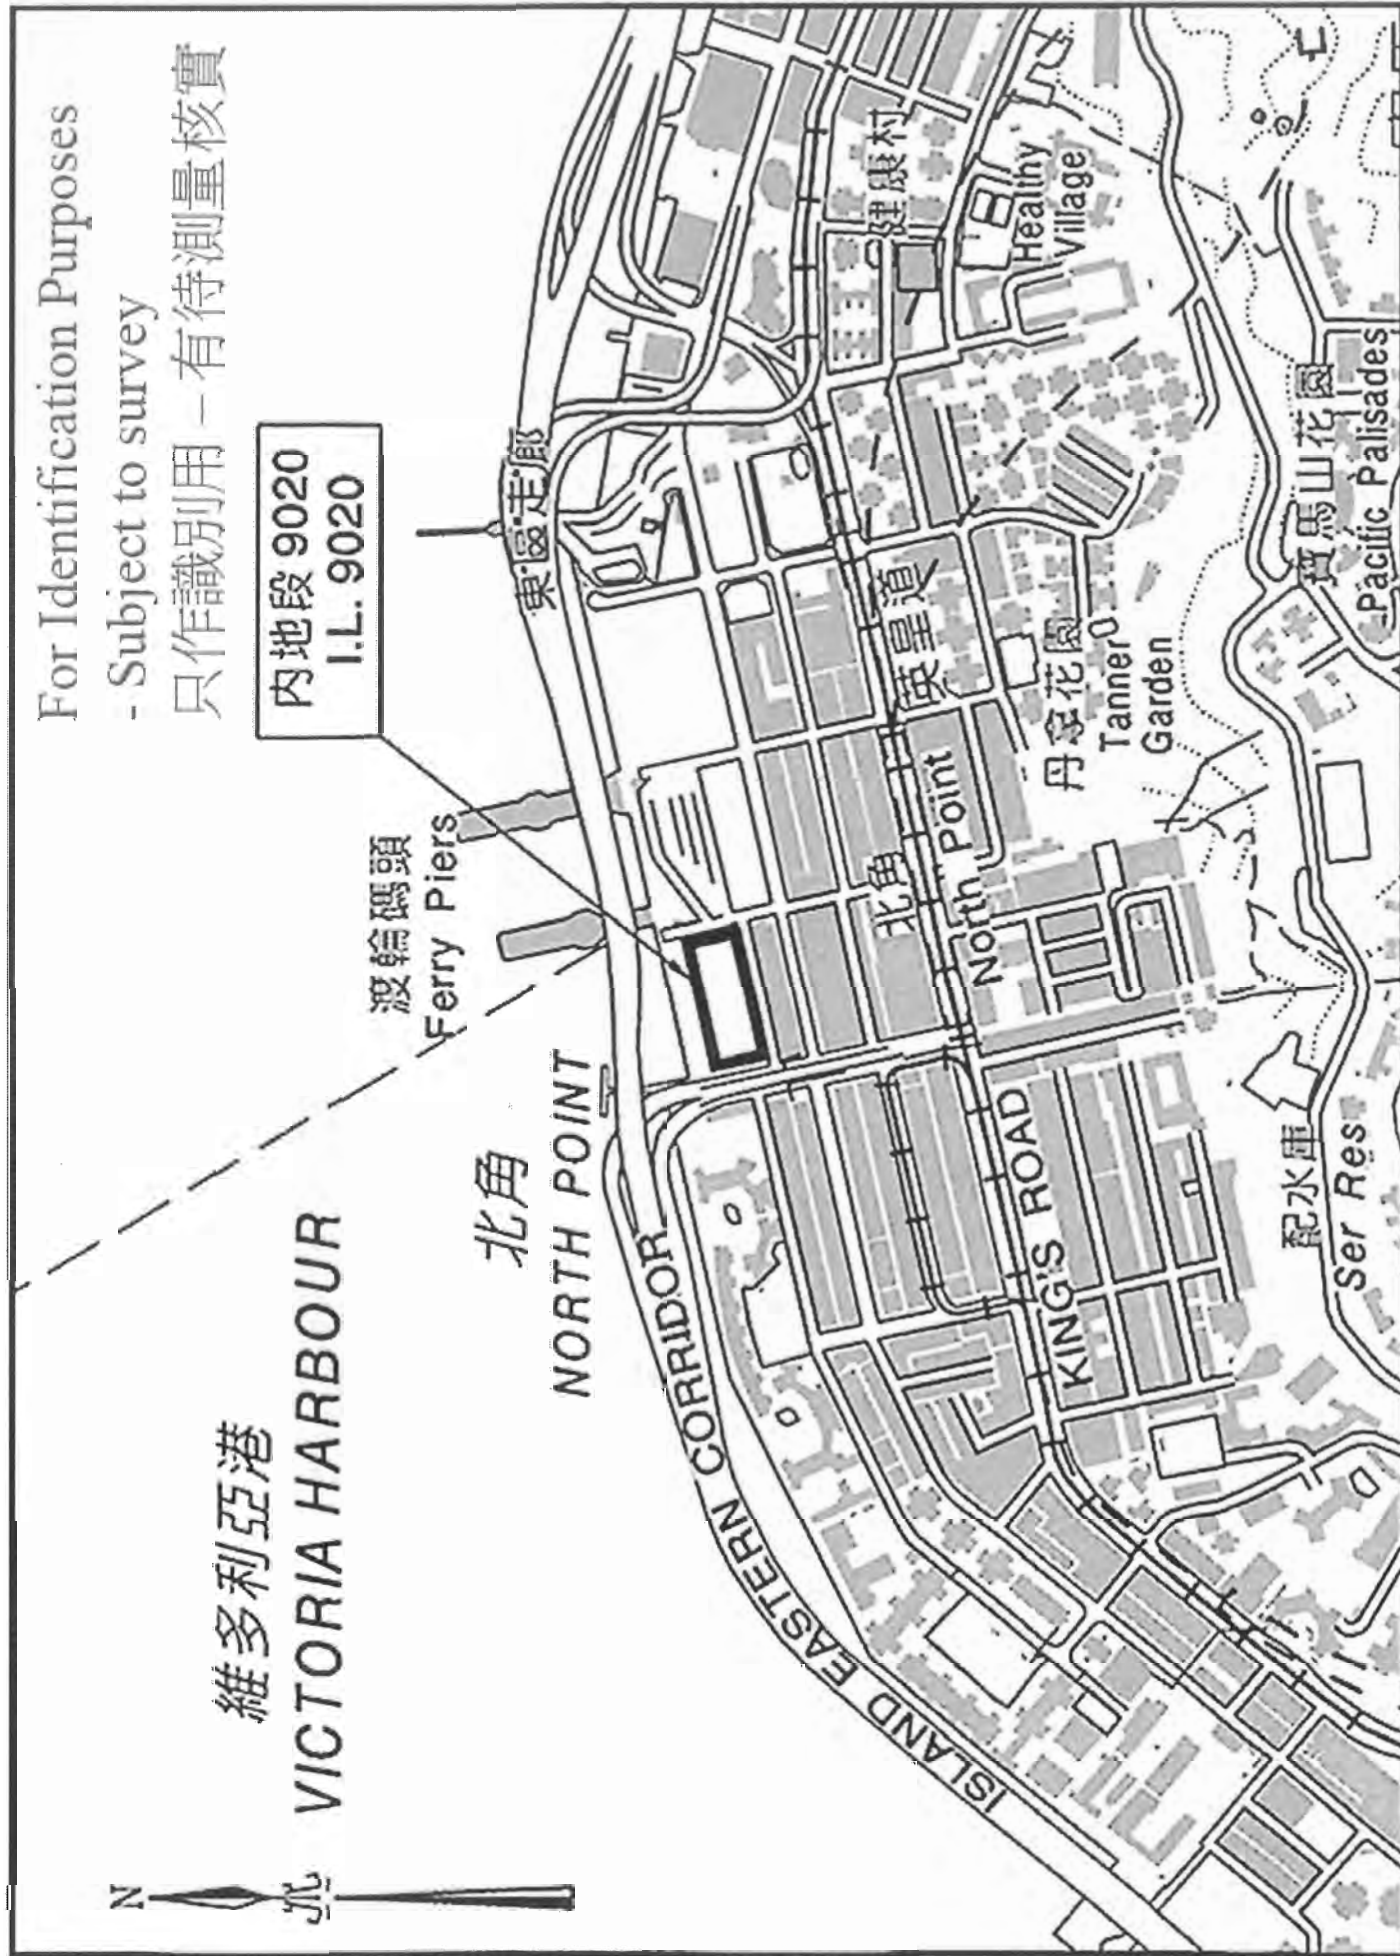 For Identification Purposes
- Subject to survey
只作識別用 – 有待測量核實
N
北
維多利亞港
VICTORIA HARBOUR
內地段 9020
I.L. 9020
渡輪碼頭
Ferry Piers
北角
NORTH POINT
東區走廊
ISLAND EASTERN CORRIDOR
KING'S ROAD
英皇道
北角
North Point
健康村
Healthy
Village
丹拿花園
Tanner
Garden
寶馬山花園
Pacific Palisades
配水庫
Ser Res